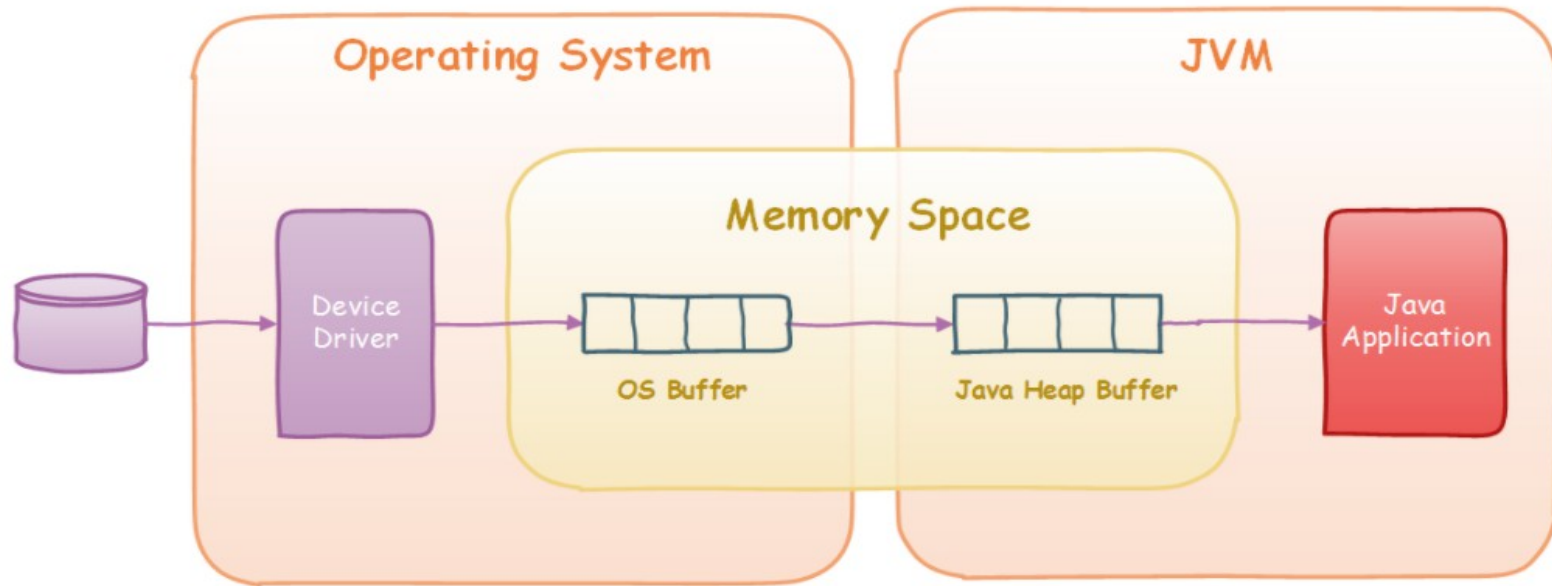 Operating System
JVM
Memory Space
Device
Driver
OS Buffer
Java Heap Buffer
Java
Application